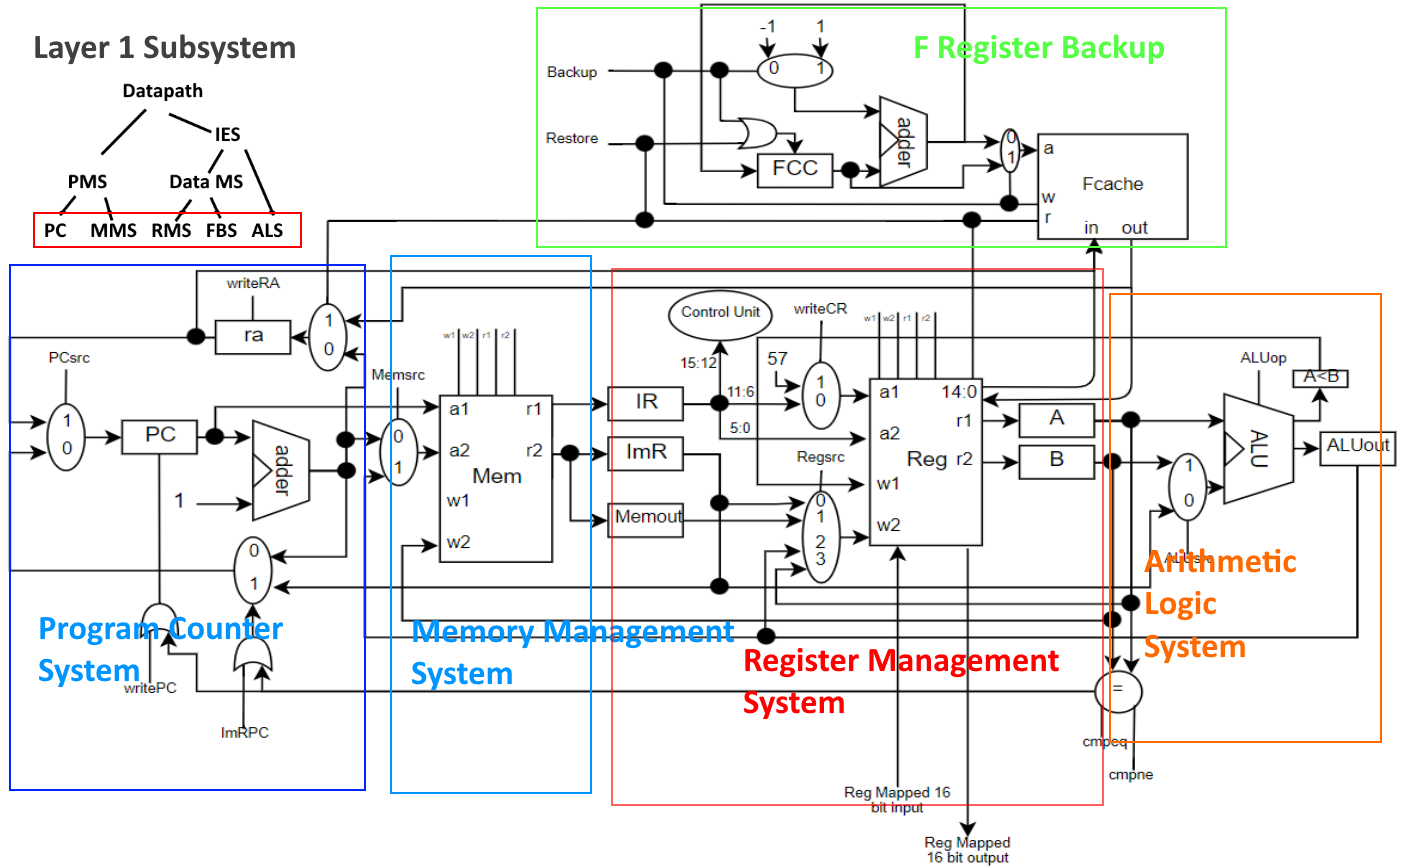 Layer 1 Subsystem
Datapath
IES
PMS
Data MS
PC
MMS
RMS
FBS
ALS
F Register Backup
-1
1
Backup
0
1
Restore
adder
FCC
0
1
a
Fcache
w
r
in
out
writeRA
ra
1
0
PCsrc
1
0
PC
adder
1
0
1
Program Counter
System
writePC
ImRPC
Memsrc
0
1
w1
w2
r1
r2
a1
r1
a2
r2
Mem
w1
w2
Memory Management
System
Control Unit
15:12
IR
11:6
5:0
ImR
Memout
57
writeCR
1
0
Regsrc
0
1
2
3
w1
w2
r1
r2
a1
14:0
r1
a2
Reg
r2
w1
w2
A
B
Register Management
System
Reg Mapped 16
bit input
Reg Mapped
16 bit output
ALUop
A<B
ALU
ALUout
1
0
Arithmetic
Logic
System
=
cmpeq
cmpne